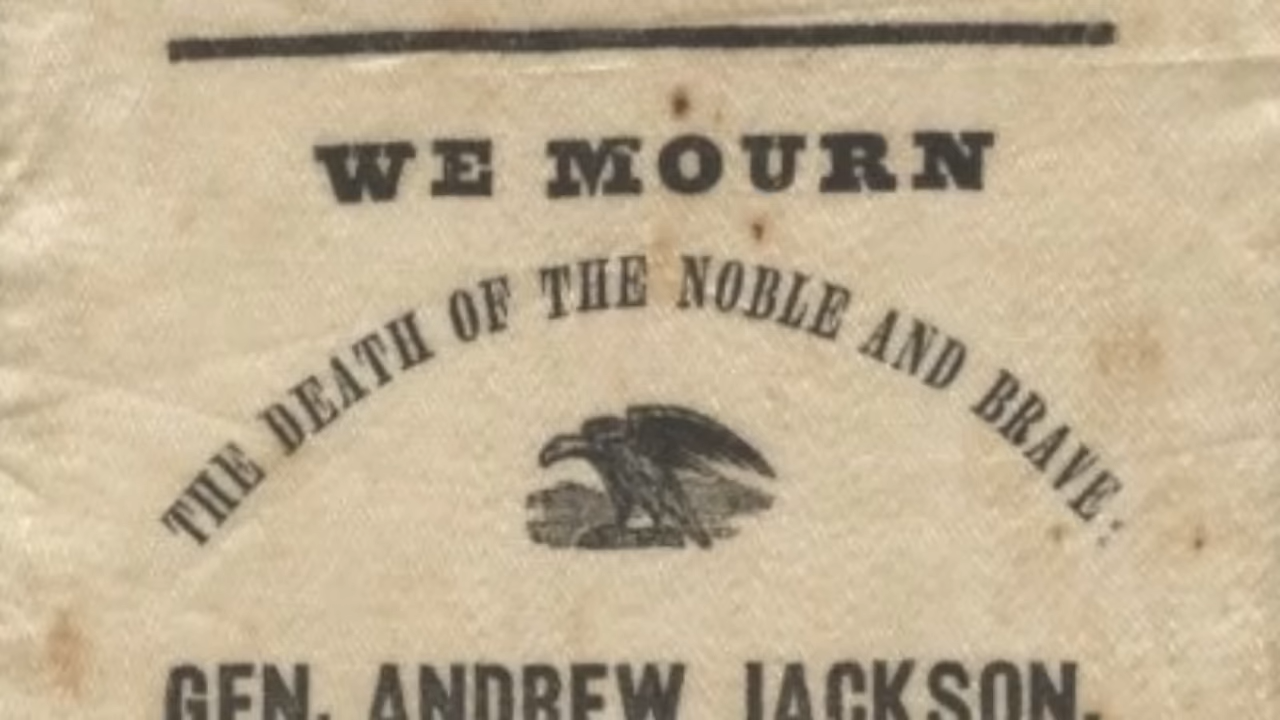 WE MOURN
THE DEATH OF THE NOBLE AND BRAVE;
GEN. ANDREW JACKSON.